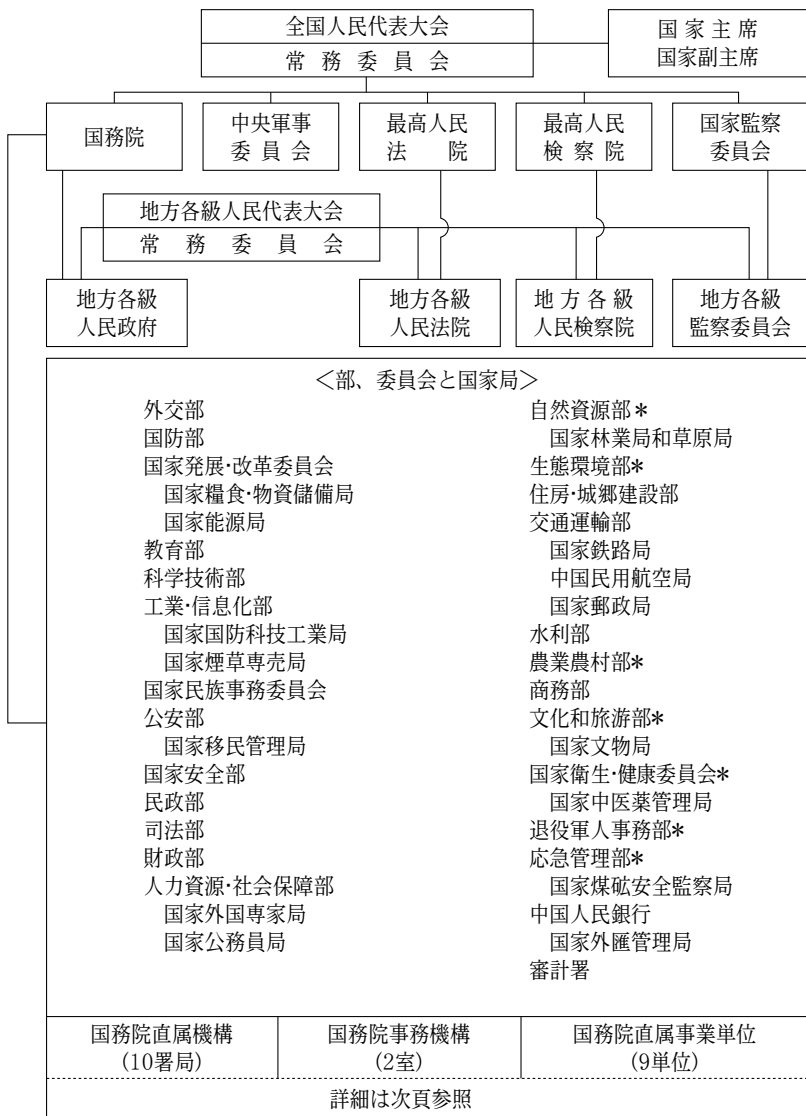 全国人民代表大会
常務委員会
国家主席
国家副主席
国務院
中央軍事
委員会
最高人民
法院
最高人民
検察院
国家監察
委員会
地方各級人民代表大会
常務委員会
地方各級
人民政府
地方各級
人民法院
地方各級
人民検察院
地方各級
監察委員会
＜部、委員会と国家局＞
外交部
国防部
国家発展・改革委員会
国家糧食・物資儲備局
国家能源局
教育部
科学技術部
工業・信息化部
国家国防科技工業局
国家煙草専売局
国家民族事務委員会
公安部
国家移民管理局
国家安全部
民政部
司法部
財政部
人力資源・社会保障部
国家外国専家局
国家公務員局
自然資源部＊
国家林業局和草原局
生態環境部＊
住房・城郷建設部
交通運輸部
国家鉄路局
中国民用航空局
国家郵政局
水利部
農業農村部＊
商務部
文化和旅游部＊
国家文物局
国家衛生・健康委員会＊
国家中医薬管理局
退役軍人事務部＊
応急管理部＊
国家煤砿安全監察局
中国人民銀行
国家外匯管理局
審計署
国務院直属機構
(10署局)
国務院事務機構
(2室)
国務院直属事業単位
(9単位)
詳細は次頁参照